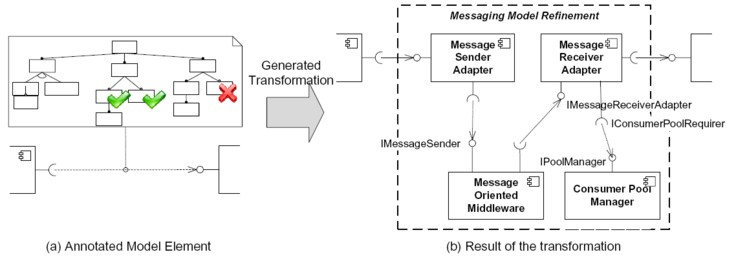 Messaging Model Refinement
Generated
Transformation
Message
Sender
Adapter
Message
Receiver
Adapter
IMessageReceiverAdapter
IConsumerPoolRequirer
IMessageSender
IPoolManager
Message
Oriented
Middleware
Consumer Pool
Manager
(a) Annotated Model Element
(b) Result of the transformation